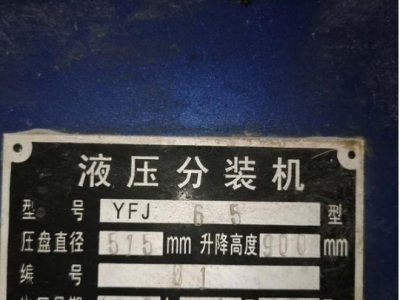 液压分装机
型号 YFJ 65 型
压盘直径 515 mm 升降高度 900 mm
编号 01